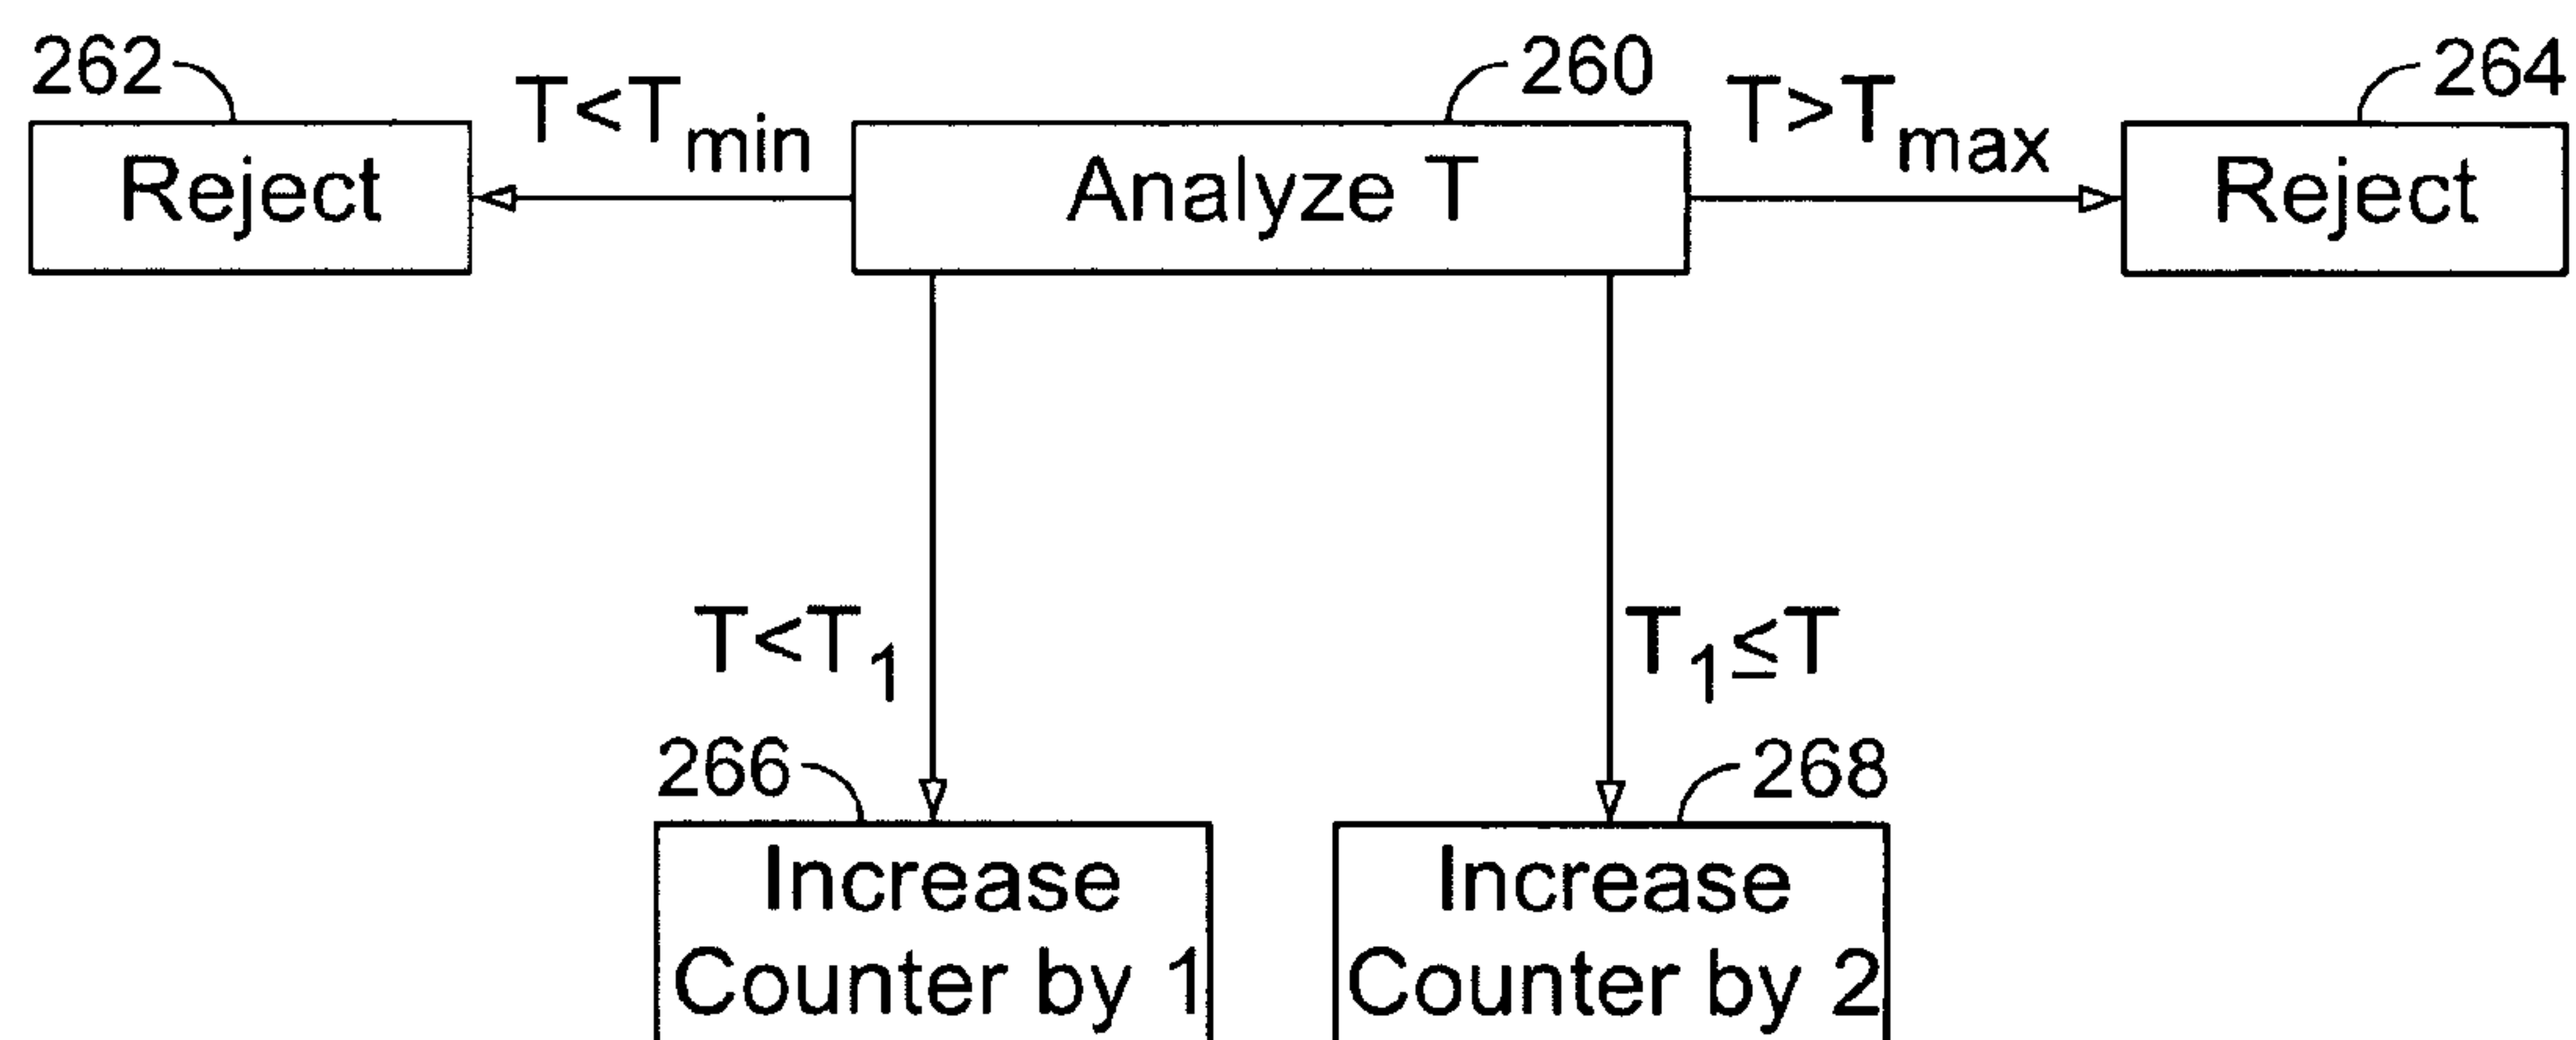 262
T<Tmin
260
T>Tmax
264
Reject
Analyze T
Reject
T<T1
T1≤T
266
268
Increase
Counter by 1
Increase
Counter by 2